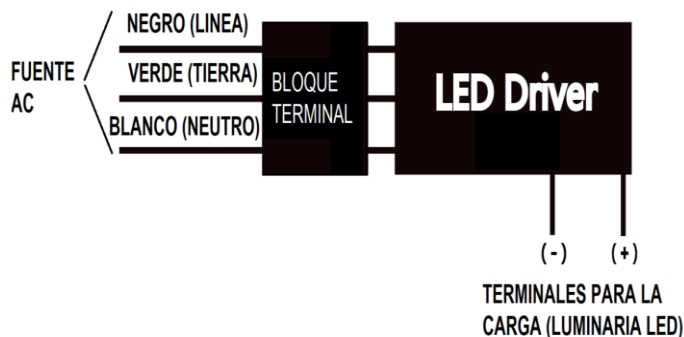 NEGRO (LINEA)
FUENTE
AC
VERDE (TIERRA)
BLANCO (NEUTRO)
BLOQUE
TERMINAL
LED Driver
(-) (+)
TERMINALES PARA LA
CARGA (LUMINARIA LED)